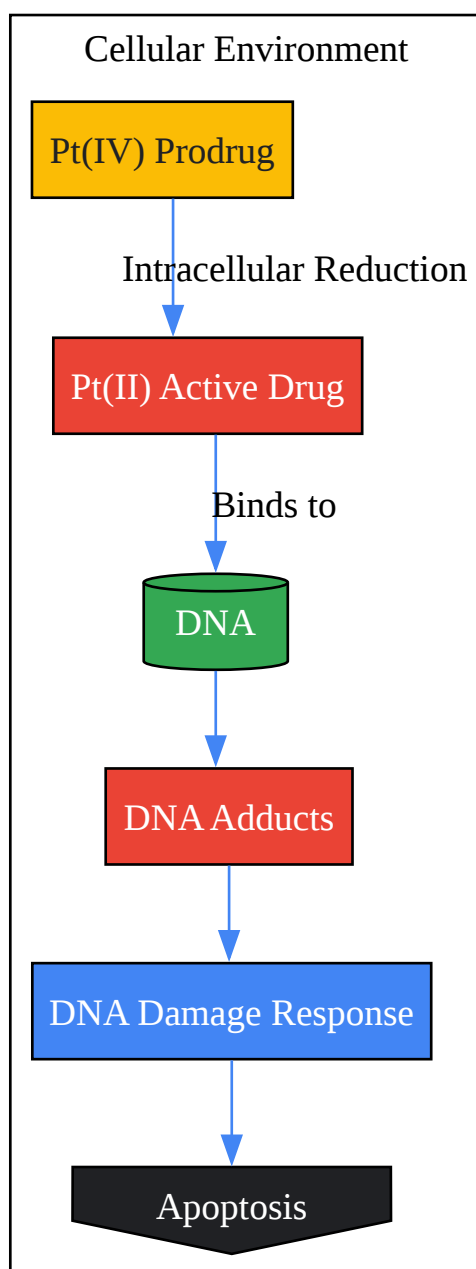 Cellular Environment
Pt(IV) Prodrug
Intracellular Reduction
Pt(II) Active Drug
Binds to
DNA
DNA Adducts
DNA Damage Response
Apoptosis